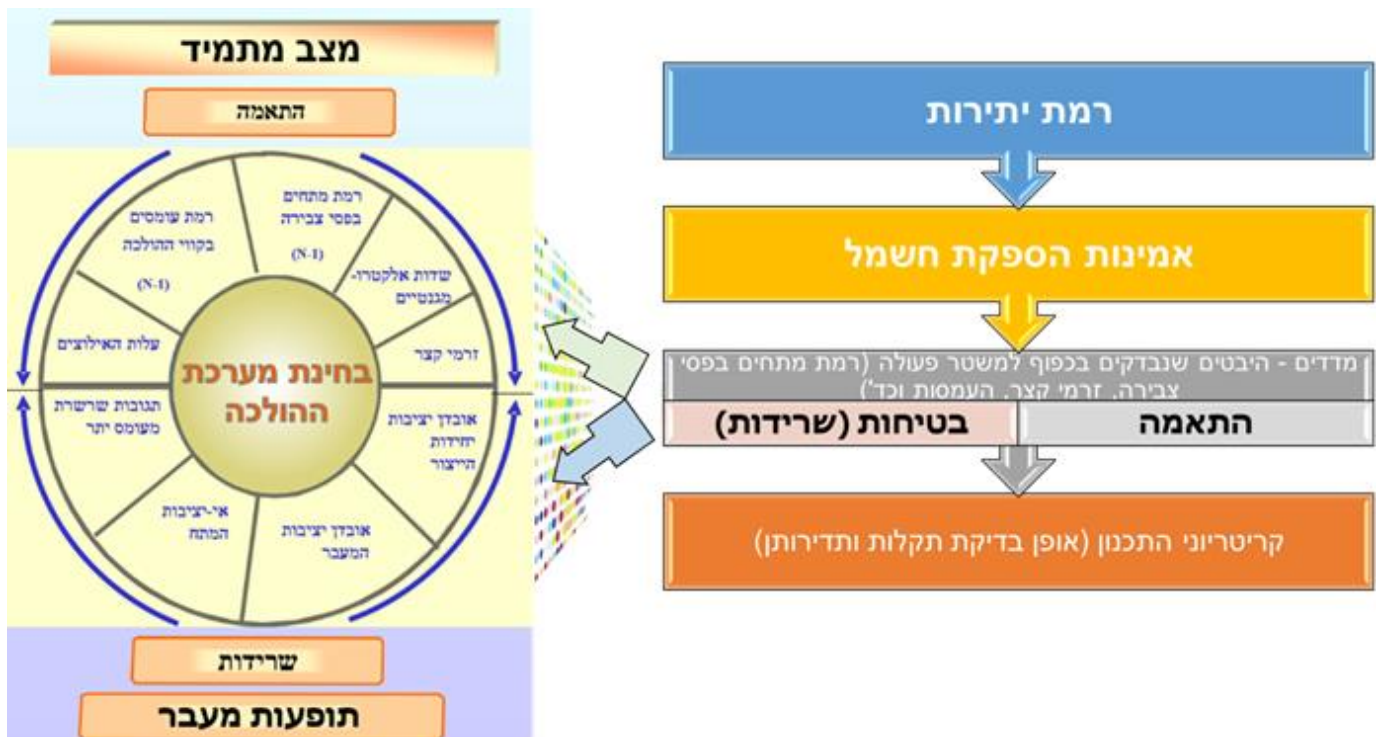 מצב מתמיד
התאמה
רמת מתחים
בפסי צבירה
(N-1)
שדות אלקטרו-
מגנטיים
זרמי קצר
אובדן יציבות
יחידות
הייצור
אובדן יציבות
המעבר
אי-יציבות
המתח
תגובות שרשרת
מעומס יתר
עלות האילוצים
רמת עומסים
בקווי ההולכה
(N-1)
בחינת מערכת
ההולכה
שרידות
תופעות מעבר
רמת יתירות
אמינות הספקת חשמל
מדדים - היבטים שנבדקים בכפוף למשטר פעולה (רמת מתחים בפסי
צבירה, זרמי קצר, העמסות וכד')
התאמה
בטיחות (שרידות)
קריטריוני התכנון (אופן בדיקת תקלות ותדירותן)